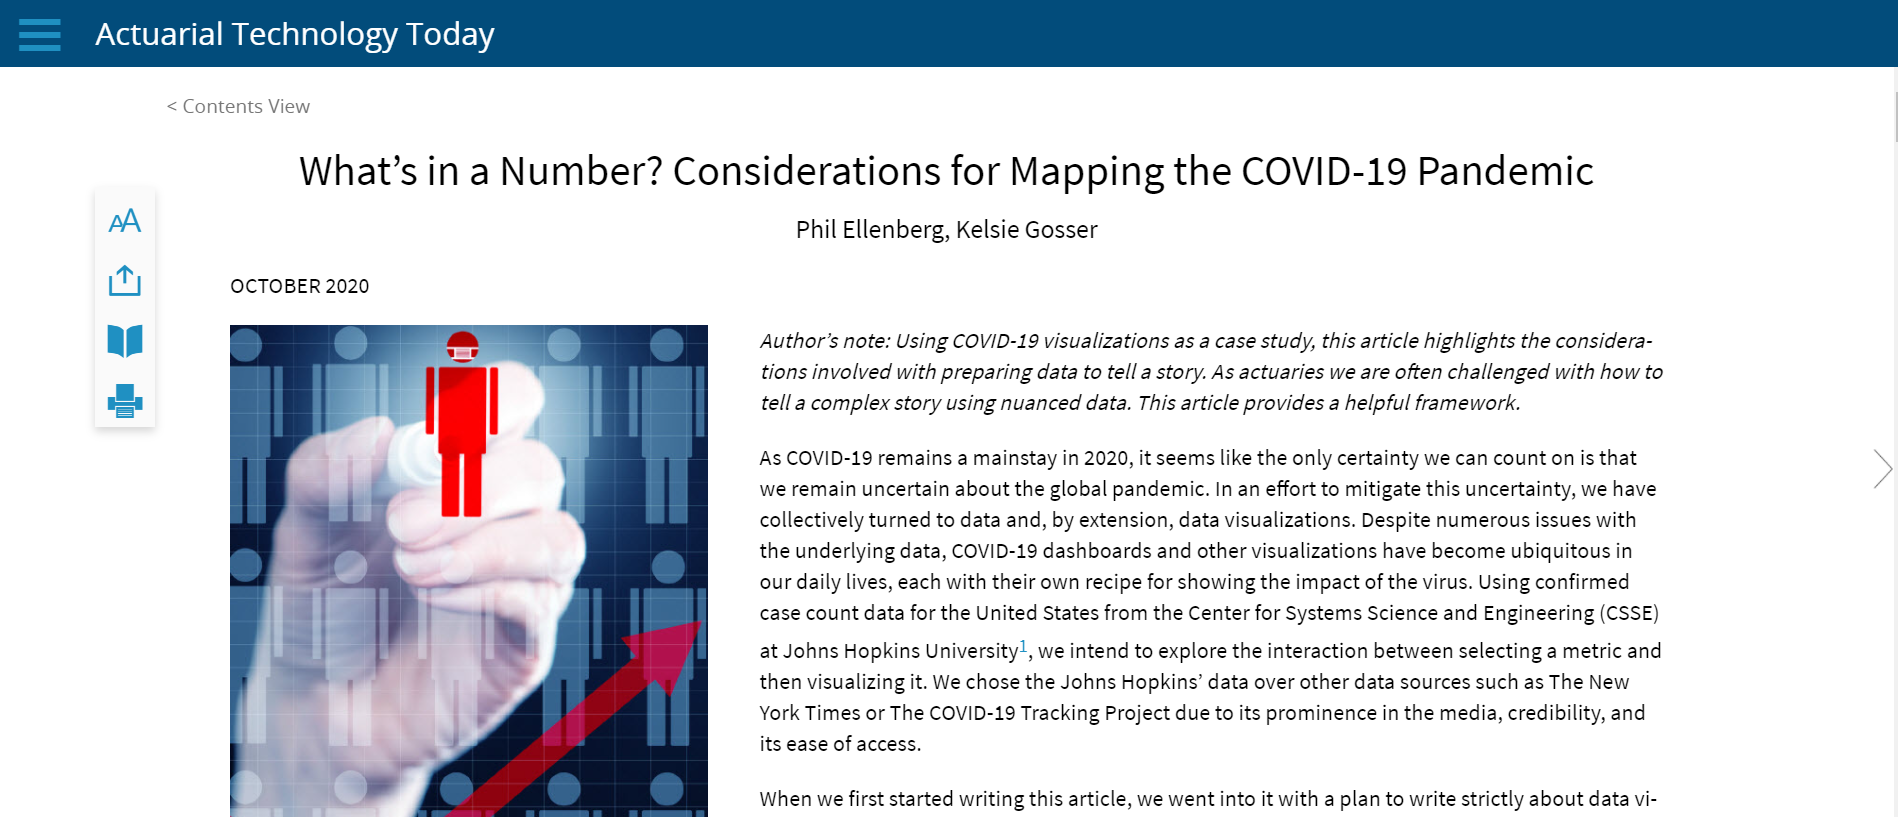 Actuarial Technology Today
< Contents View
What’s in a Number? Considerations for Mapping the COVID-19 Pandemic
Phil Ellenberg, Kelsie Gosser
AA
OCTOBER 2020
Author’s note: Using COVID-19 visualizations as a case study, this article highlights the considera-
tions involved with preparing data to tell a story. As actuaries we are often challenged with how to
tell a complex story using nuanced data. This article provides a helpful framework.
As COVID-19 remains a mainstay in 2020, it seems like the only certainty we can count on is that
we remain uncertain about the global pandemic. In an effort to mitigate this uncertainty, we have
collectively turned to data and, by extension, data visualizations. Despite numerous issues with
the underlying data, COVID-19 dashboards and other visualizations have become ubiquitous in
our daily lives, each with their own recipe for showing the impact of the virus. Using confirmed
case count data for the United States from the Center for Systems Science and Engineering (CSSE)
at Johns Hopkins University1, we intend to explore the interaction between selecting a metric and
then visualizing it. We chose the Johns Hopkins’ data over other data sources such as The New
York Times or The COVID-19 Tracking Project due to its prominence in the media, credibility, and
its ease of access.
When we first started writing this article, we went into it with a plan to write strictly about data vi-